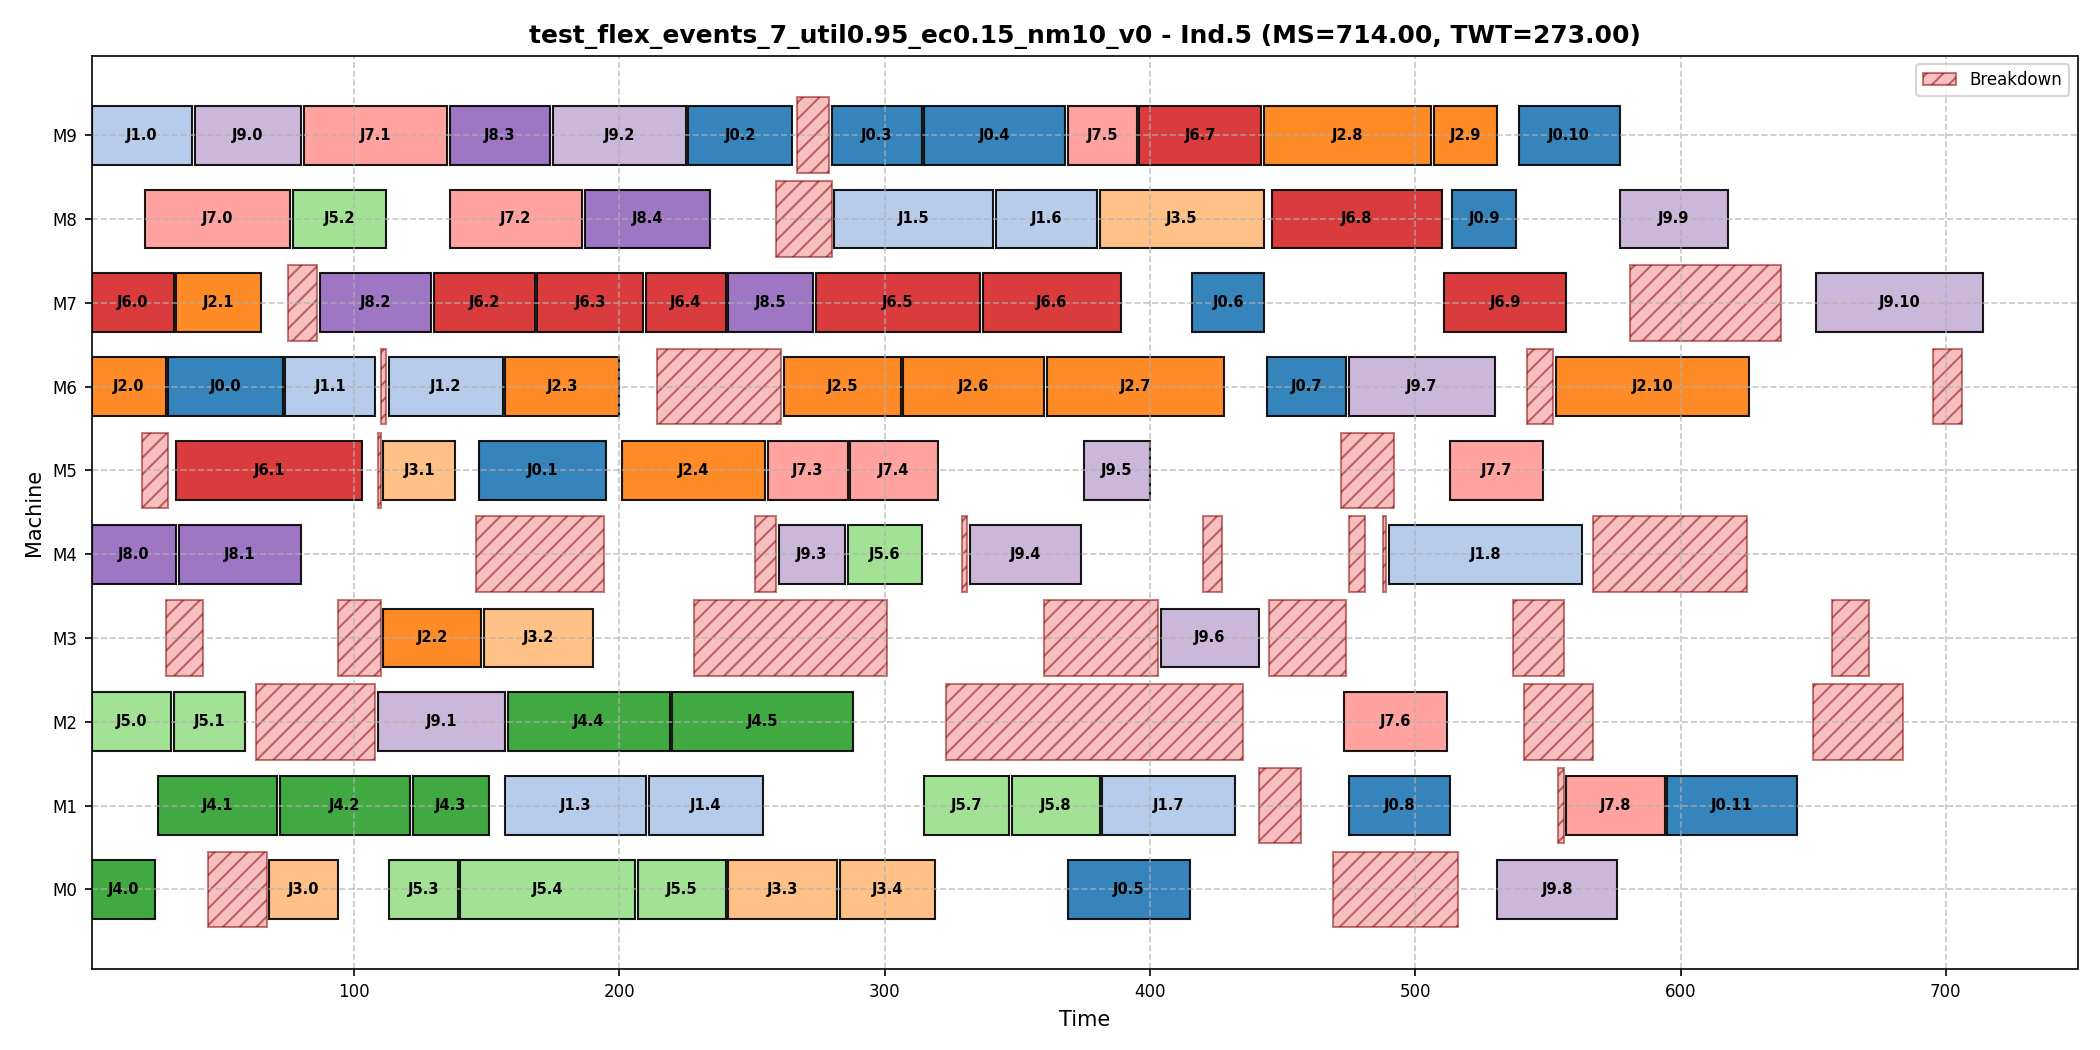 test_flex_events_7_util0.95_ec0.15_nm10_v0 - Ind.5 (MS=714.00, TWT=273.00)
Breakdown
M9 J1.0 J9.0 J7.1 J8.3 J9.2 J0.2 J0.3 J0.4 J7.5 J6.7 J2.8 J2.9 J0.10
M8 J7.0 J5.2 J7.2 J8.4 J1.5 J1.6 J3.5 J6.8 J0.9 J9.9
M7 J6.0 J2.1 J8.2 J6.2 J6.3 J6.4 J8.5 J6.5 J6.6 J0.6 J6.9 J9.10
M6 J2.0 J0.0 J1.1 J1.2 J2.3 J2.5 J2.6 J2.7 J0.7 J9.7 J2.10
M5 J6.1 J3.1 J0.1 J2.4 J7.3 J7.4 J9.5 J7.7
M4 J8.0 J8.1 J9.3 J5.6 J9.4 J1.8
M3 J2.2 J3.2 J9.6
M2 J5.0 J5.1 J9.1 J4.4 J4.5 J7.6
M1 J4.1 J4.2 J4.3 J1.3 J1.4 J5.7 J5.8 J1.7 J0.8 J7.8 J0.11
M0 J4.0 J3.0 J5.3 J5.4 J5.5 J3.3 J3.4 J0.5 J9.8
Machine
100 200 300 400 500 600 700
Time